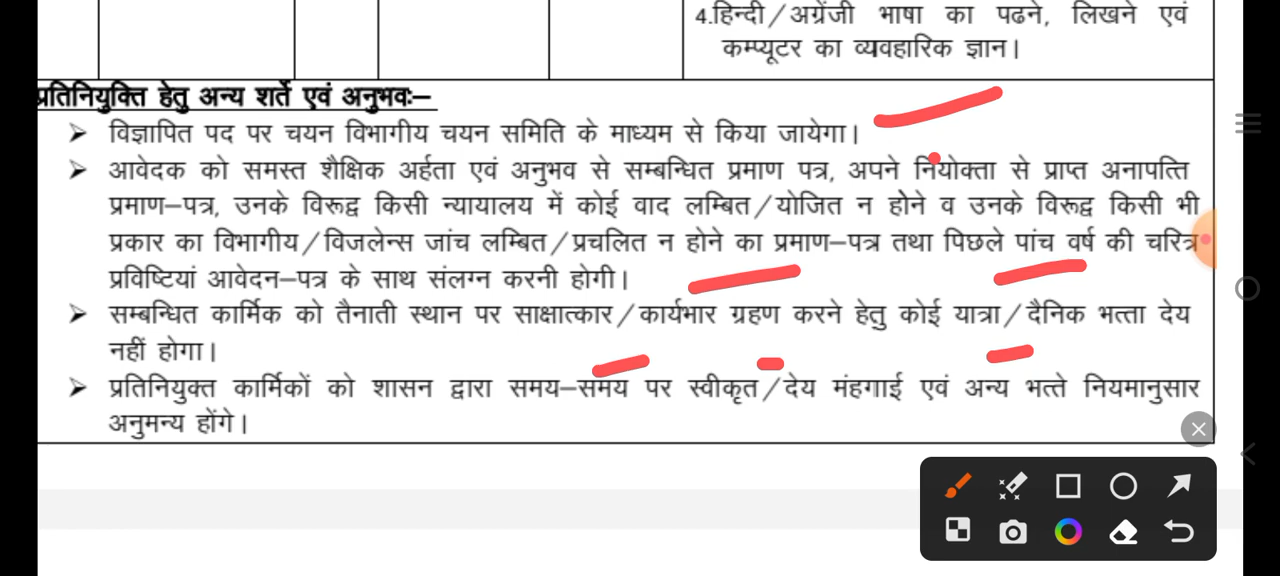 4.हिन्दी/अग्रेंजी भाषा का पढने, लिखने एवं
कम्प्यूटर का व्यवहारिक ज्ञान।
प्रतिनियुक्ति हेतु अन्य शर्ते एवं अनुभवः–
➢ विज्ञापित पद पर चयन विभागीय चयन समिति के माध्यम से किया जायेगा।
➢ आवेदक को समस्त शैक्षिक अर्हता एवं अनुभव से सम्बन्धित प्रमाण पत्र, अपने नियोक्ता से प्राप्त अनापत्ति
प्रमाण–पत्र, उनके विरूद्व किसी न्यायालय में कोई वाद लम्बित/योजित न होने व उनके विरूद्व किसी भी
प्रकार का विभागीय/विजलेन्स जांच लम्बित/प्रचलित न होने का प्रमाण–पत्र तथा पिछले पांच वर्ष की चरित्र
प्रविष्टियां आवेदन–पत्र के साथ संलग्न करनी होगी।
➢ सम्बन्धित कार्मिक को तैनाती स्थान पर साक्षात्कार/कार्यभार ग्रहण करने हेतु कोई यात्रा/दैनिक भत्ता देय
नहीं होगा।
➢ प्रतिनियुक्त कार्मिकों को शासन द्वारा समय–समय पर स्वीकृत/देय मंहगाई एवं अन्य भत्ते नियमानुसार
अनुमन्य होंगे।